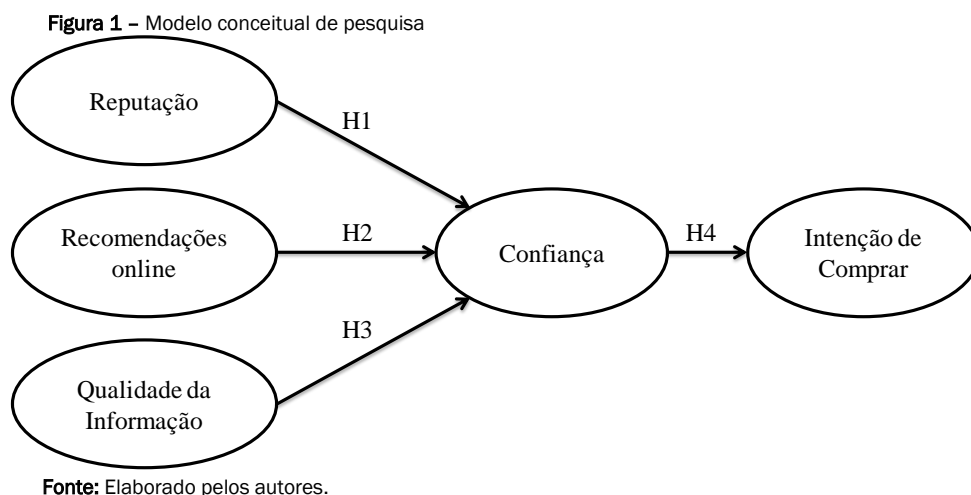 Figura 1 – Modelo conceitual de pesquisa
Reputação
H1
Recomendações
online
H2
Confiança
H4
Intenção de
Comprar
H3
Qualidade da
Informação
Fonte: Elaborado pelos autores.